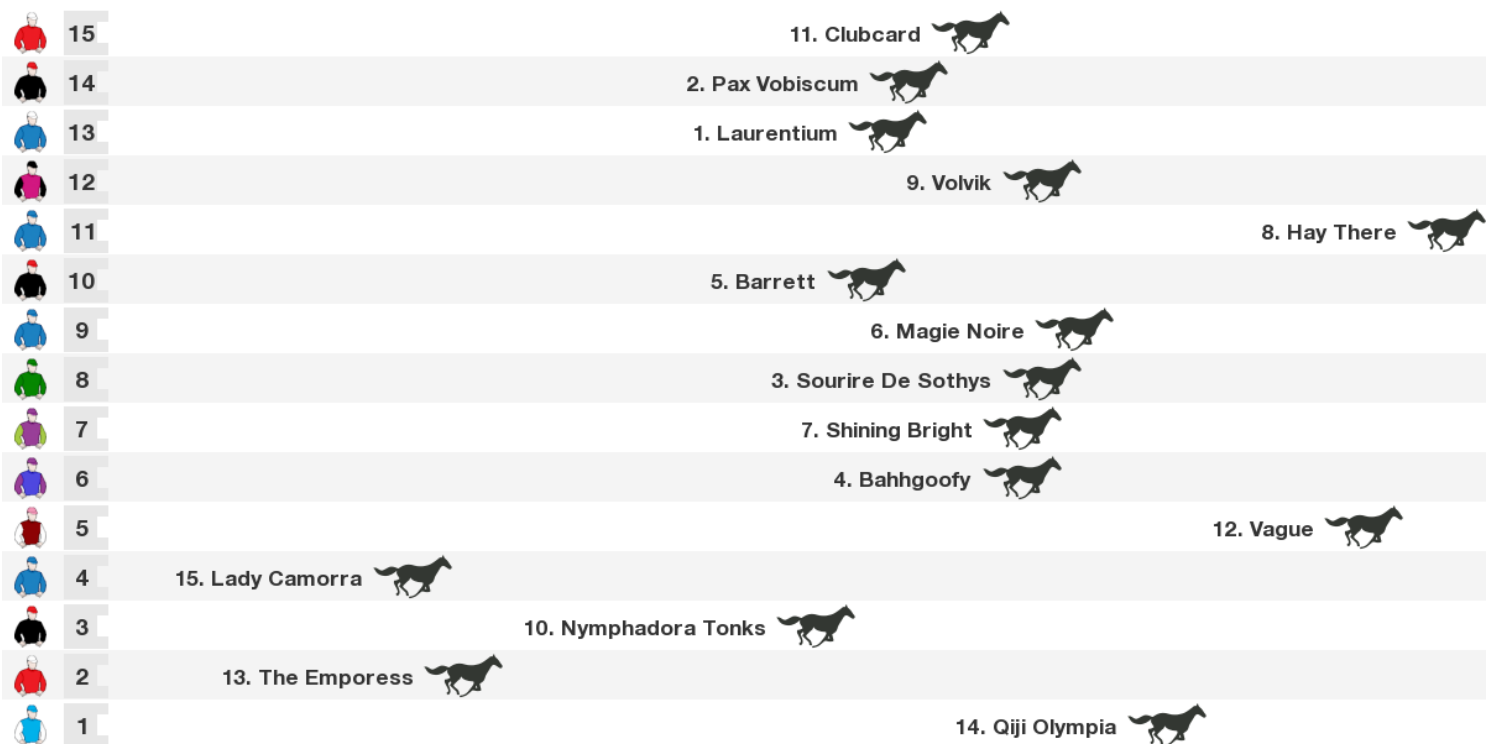 15 11. Clubcard
14 2. Pax Vobiscum
13 1. Laurentium
12 9. Volvik
11 8. Hay There
10 5. Barrett
9 6. Magie Noire
8 3. Sourire De Sothys
7 7. Shining Bright
6 4. Bahhgoofy
5 12. Vague
4 15. Lady Camorra
3 10. Nymphadora Tonks
2 13. The Emporess
1 14. Qiji Olympia